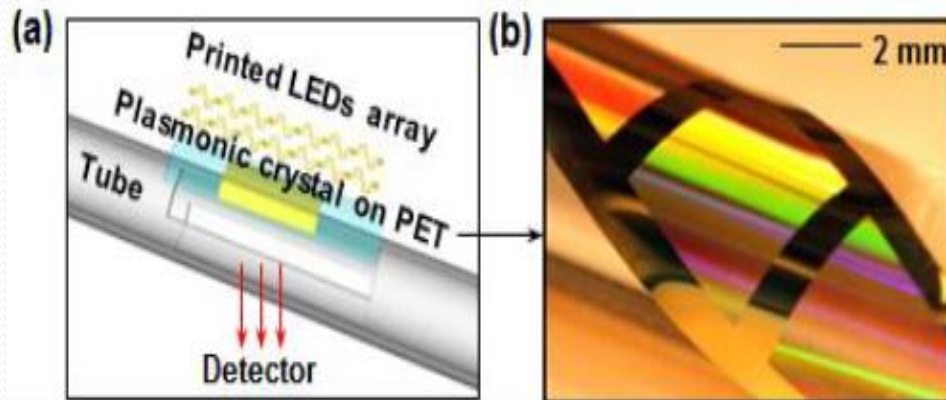 (a)
Printed LEDs array
Plasmonic crystal on PET
Tube
Detector
(b)
2 mm